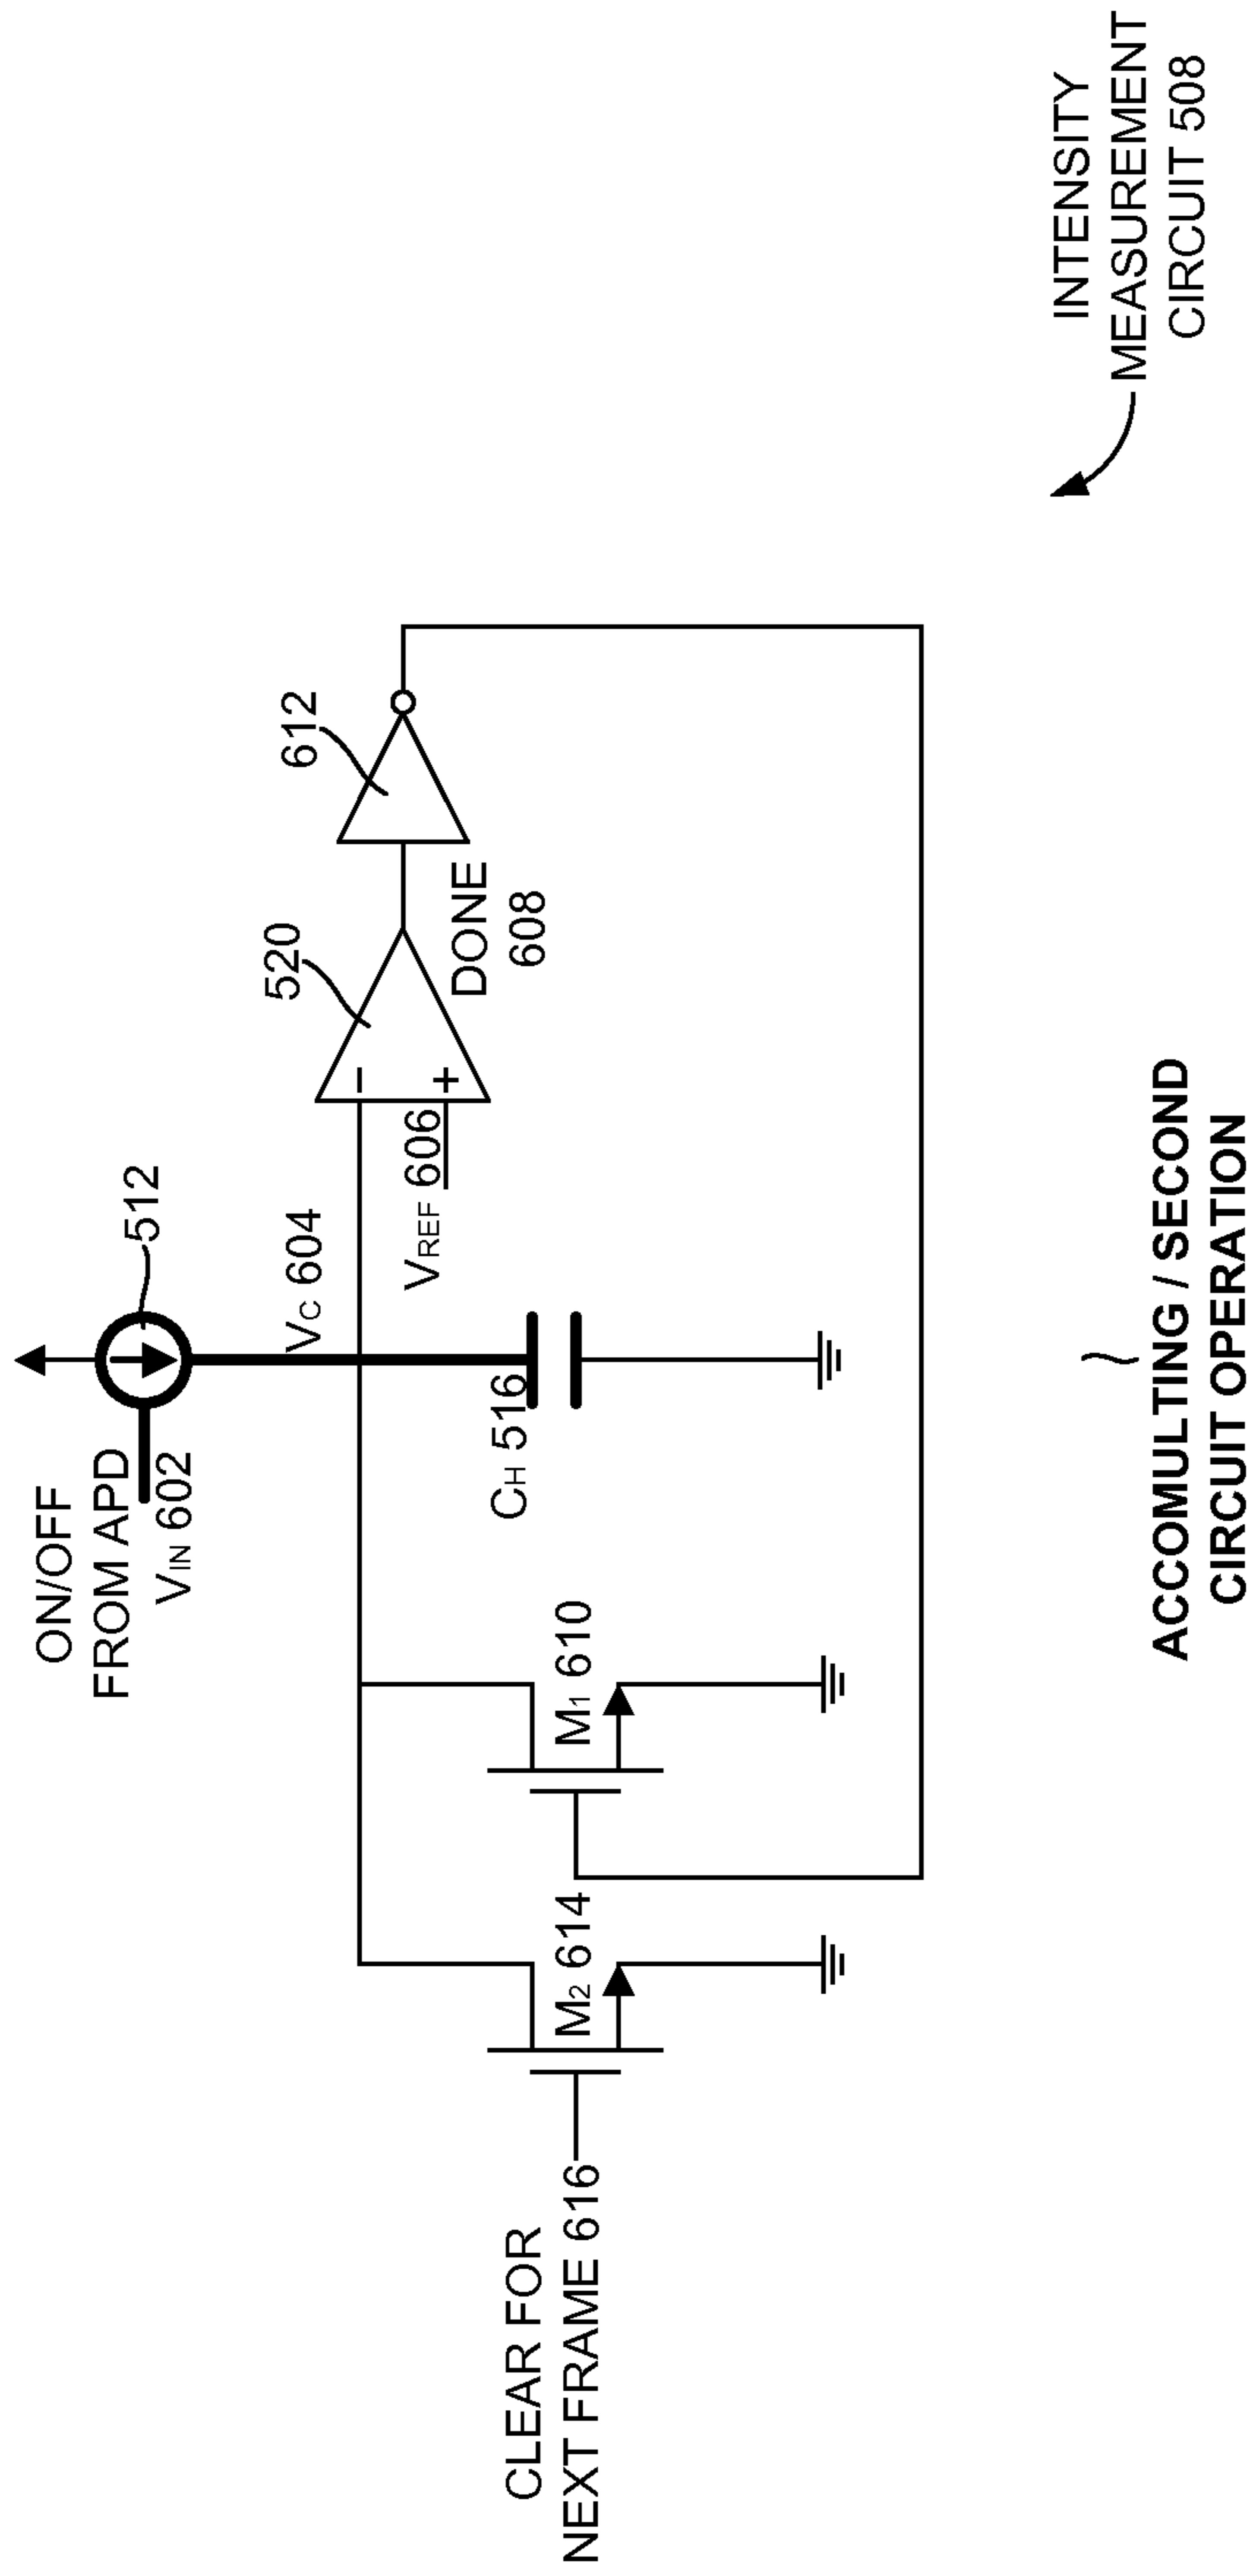 ON/OFF
FROM APD
VIN 602
512
VC 604
520
612
VREF 606
DONE
608
CH 516
M1 610
M2 614
CLEAR FOR
NEXT FRAME 616
−
+
INTENSITY
MEASUREMENT
CIRCUIT 508
ACCOMULTING / SECOND
CIRCUIT OPERATION